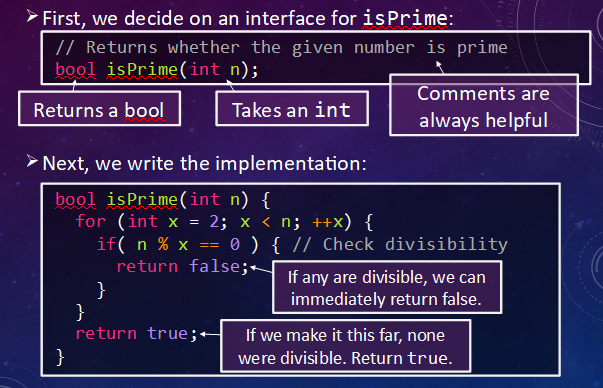 ➢ First, we decide on an interface for isPrime:
// Returns whether the given number is prime
bool isPrime(int n);
Returns a bool
Takes an int
Comments are
always helpful
➢ Next, we write the implementation:
bool isPrime(int n) {
for (int x = 2; x < n; ++x) {
if( n % x == 0 ) { // Check divisibility
return false;
If any are divisible, we can
immediately return false.
}
}
return true;
If we make it this far, none
were divisible. Return true.
}